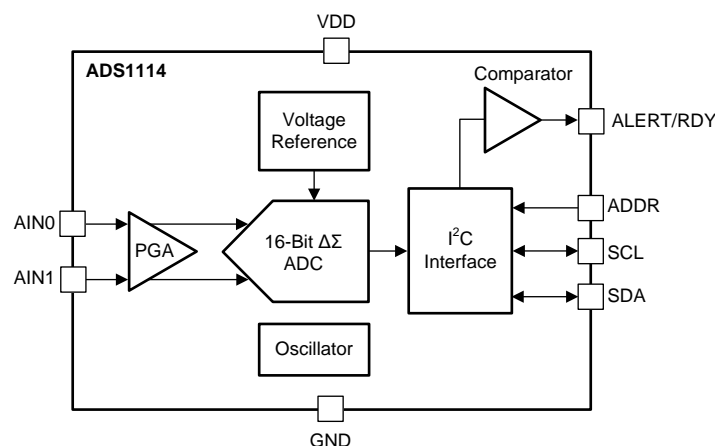 VDD
ADS1114
Comparator
Voltage
Reference
ALERT/RDY
AIN0
ADDR
PGA
16-Bit ΔΣ
ADC
I²C
Interface
SCL
AIN1
SDA
Oscillator
GND